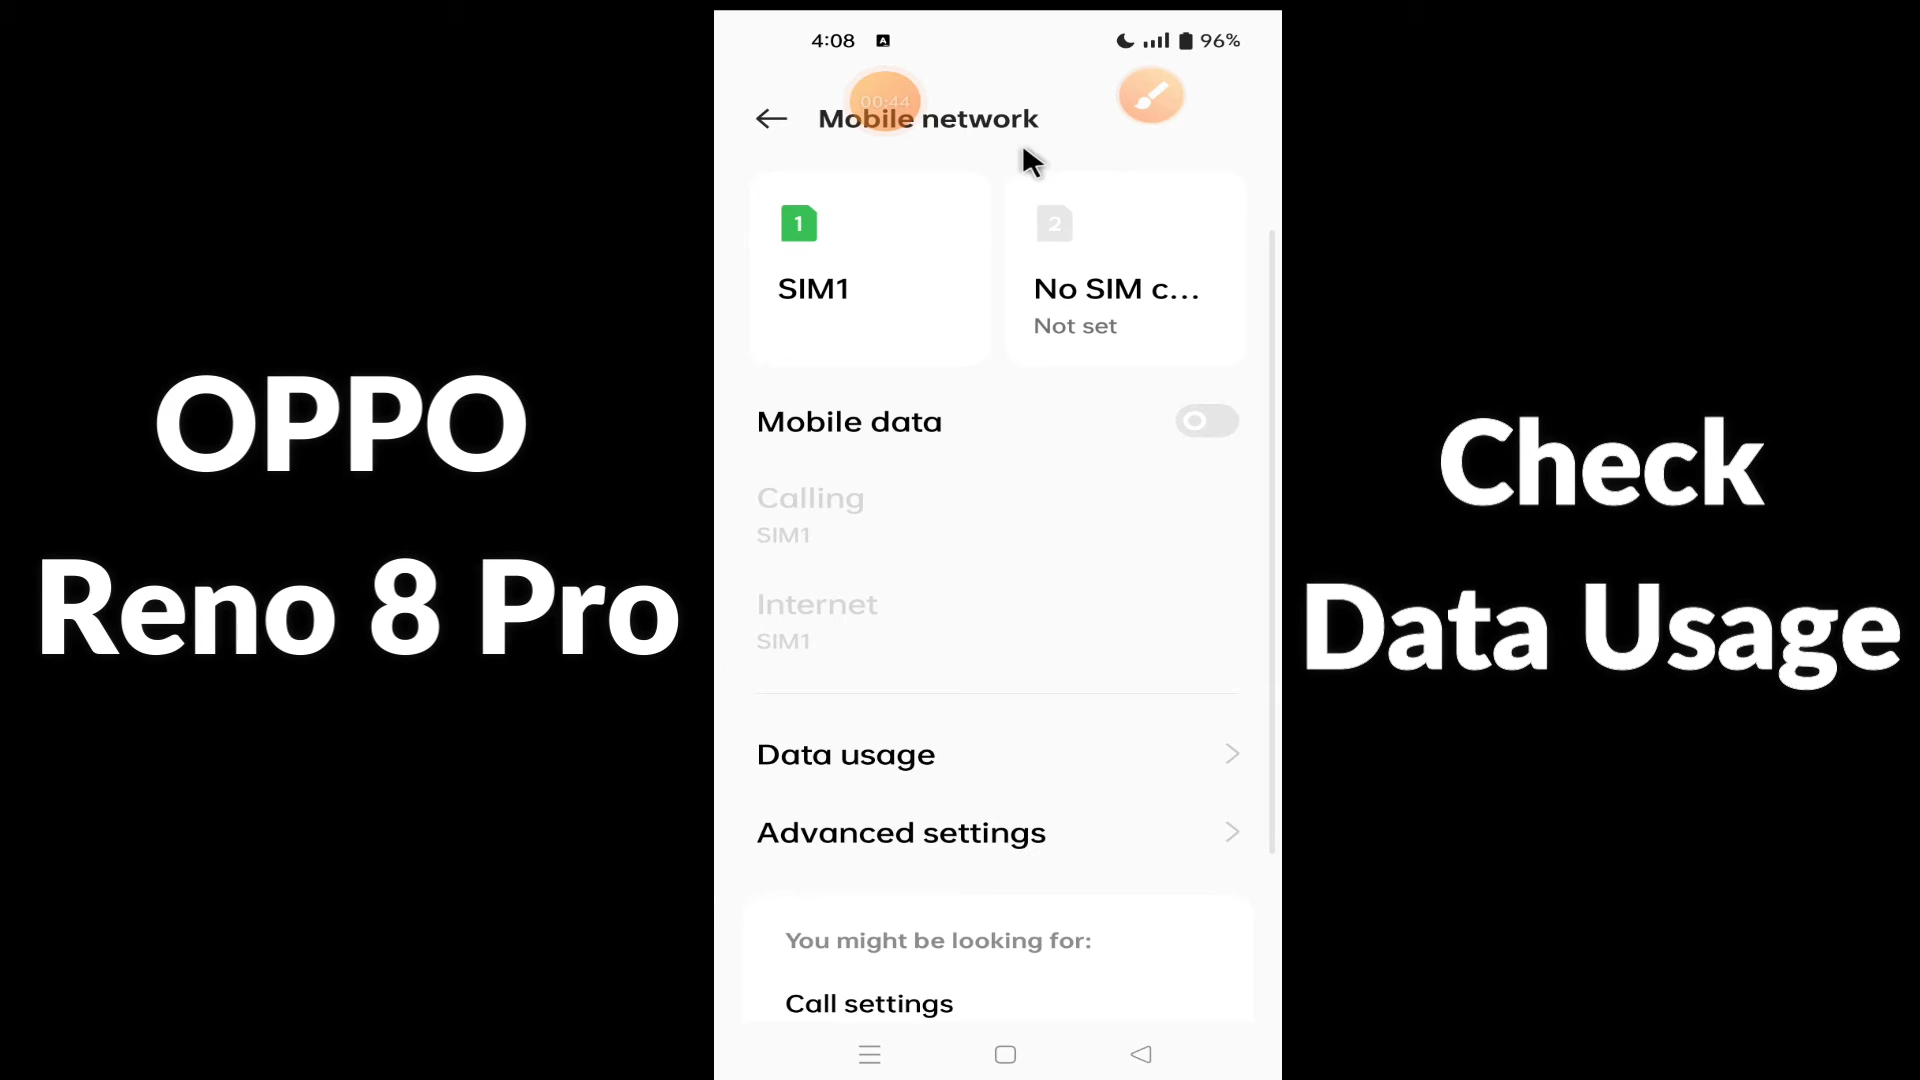 OPPO
Reno 8 Pro
4:08 A 96%
00:44
Mobile network
1
SIM1
2
No SIM c...
Not set
Mobile data
Calling
SIM1
Internet
SIM1
Data usage
Advanced settings
You might be looking for:
Call settings
Check
Data Usage